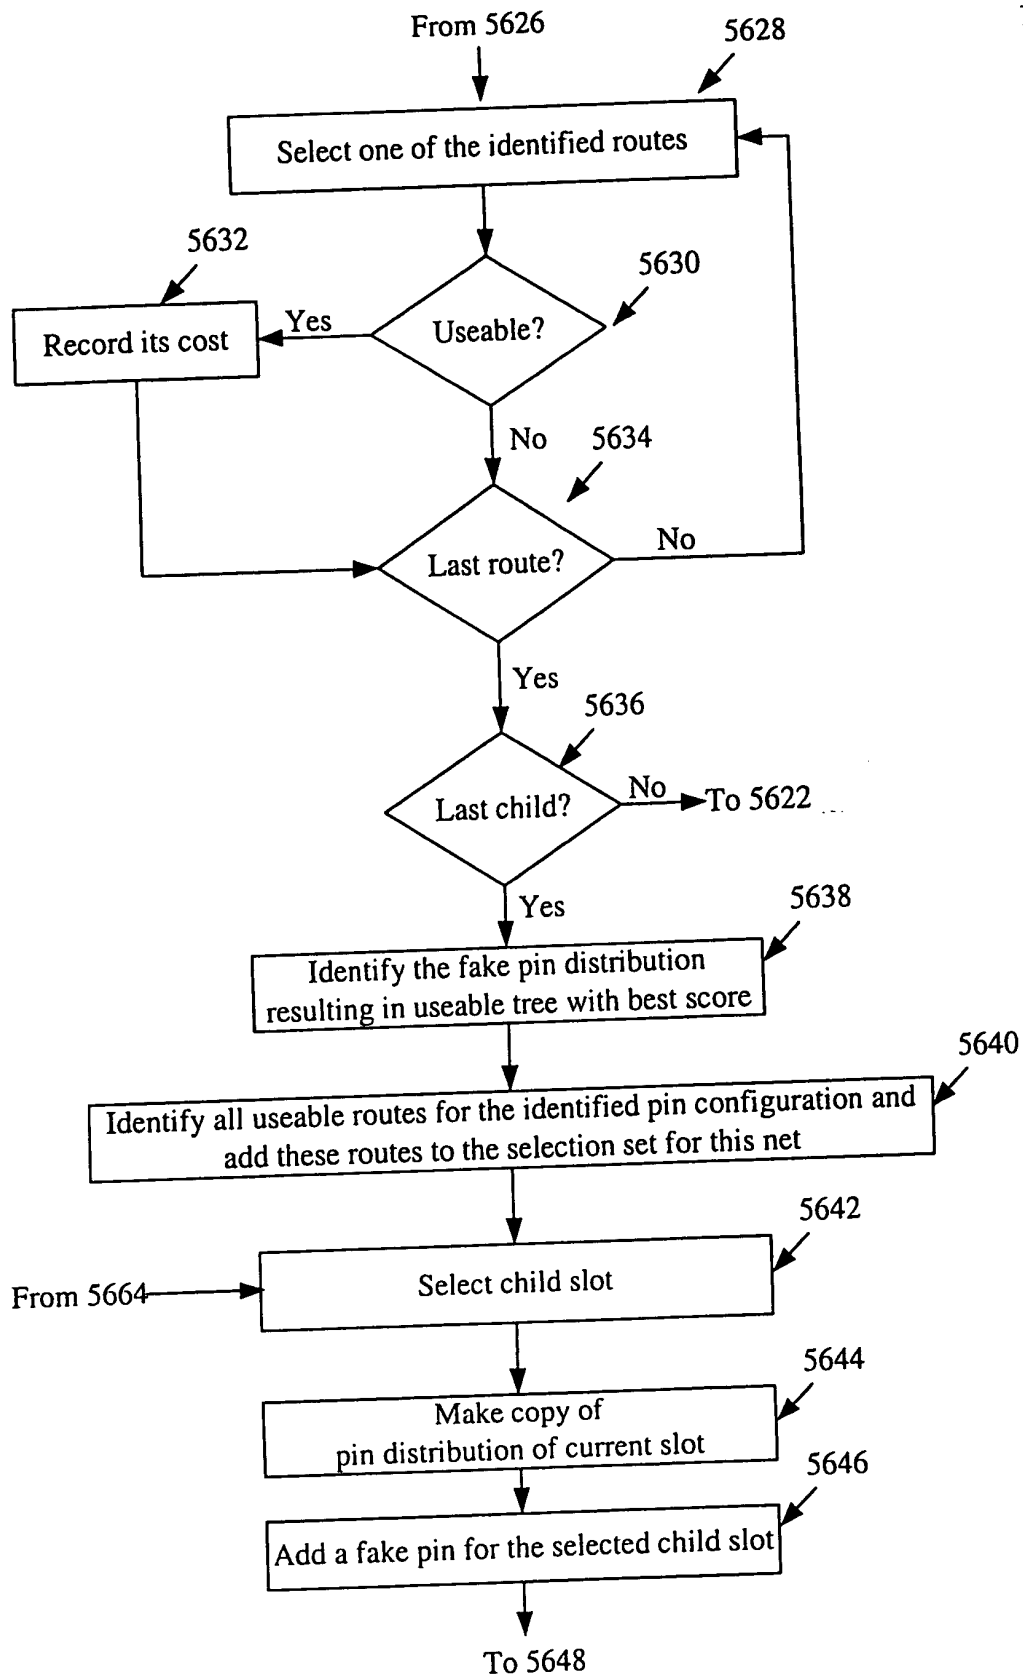 From 5626
5628
Select one of the identified routes
5632
5630
Yes
Useable?
Record its cost
No
5634
Last route?
No
Yes
5636
Last child?
No
To 5622
Yes
5638
Identify the fake pin distribution
resulting in useable tree with best score
5640
Identify all useable routes for the identified pin configuration and
add these routes to the selection set for this net
5642
From 5664
Select child slot
5644
Make copy of
pin distribution of current slot
5646
Add a fake pin for the selected child slot
To 5648